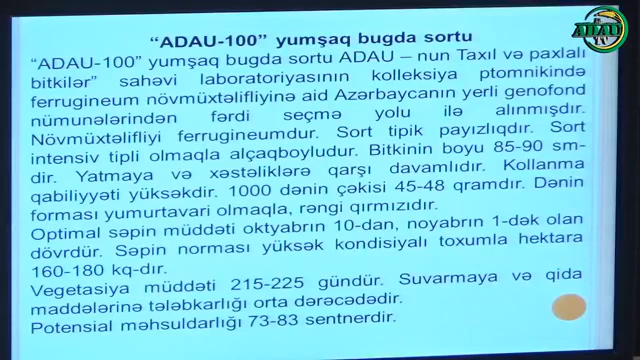 “ADAU-100” yumşaq bugda sortu
“ADAU-100” yumşaq bugda sortu ADAU – nun Taxıl və paxlalı
bitkilər” sahəvi laboratoriyasının kolleksiya ptomnikində
ferrugineum növmüxtəlifliyinə aid Azərbaycanın yerli genofond
nümunələrindən fərdi seçmə yolu ilə alınmışdır.
Növmüxtəlifliyi ferrugineumdur. Sort tipik payızlıqdır. Sort
intensiv tipli olmaqla alçaqboyludur. Bitkinin boyu 85-90 sm-
dir. Yatmaya və xəstəliklərə qarşı davamlıdır. Kollanma
qabiliyyəti yüksəkdir. 1000 dənin çəkisi 45-48 qramdır. Dənin
forması yumurtavari olmaqla, rəngi qırmızıdır.
Optimal səpin müddəti oktyabrın 10-dan, noyabrın 1-dək olan
dövrdür. Səpin norması yüksək kondisiyalı toxumla hektara
160-180 kq-dır.
Vegetasiya müddəti 215-225 gündür. Suvarmaya və qida
maddələrinə tələbkarlığı orta dərəcədədir.
Potensial məhsuldarlığı 73-83 sentnerdir.
ADAU
TV